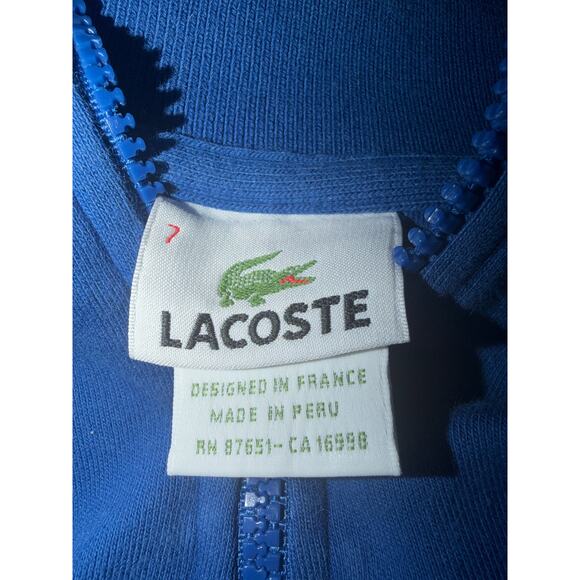 7
LACOSTE
DESIGNED IN FRANCE
MADE IN PERU
RN 87651-CA 16998